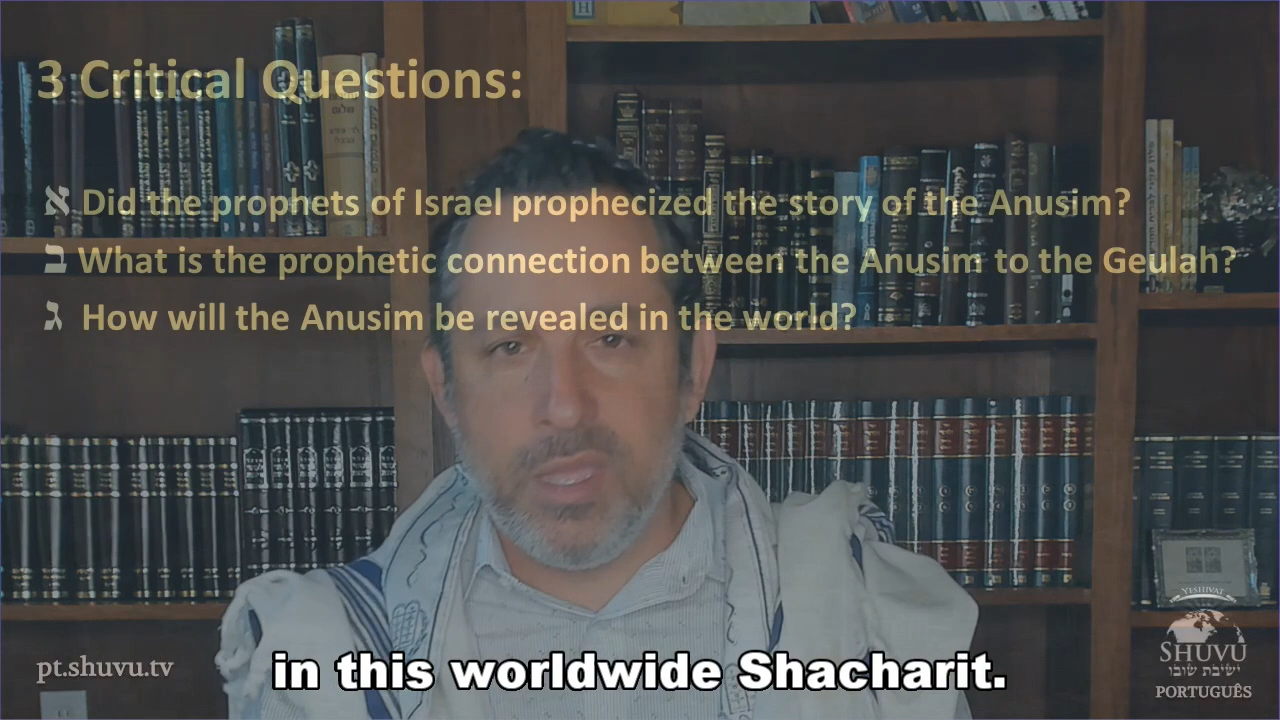 3 Critical Questions:
א Did the prophets of Israel prophecized the story of the Anusim?
ב What is the prophetic connection between the Anusim to the Geulah?
ג How will the Anusim be revealed in the world?
in this worldwide Shacharit.
pt.shuvu.tv
YESHIVAT
SHUVU
ישיבת שובו
PORTUGUÊS